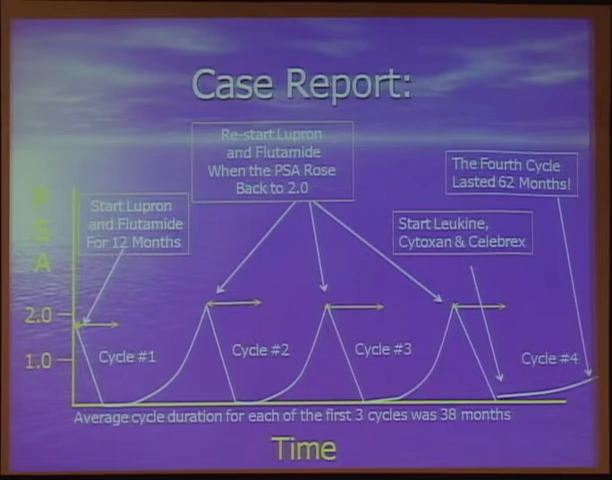 Case Report:
Re-start Lupron
and Flutamide
When the PSA Rose
Back to 2.0
The Fourth Cycle
Lasted 62 Months!
Start Lupron
and Flutamide
For 12 Months
Start Leukine,
Cytoxan & Celebrex
P
S
A
2.0
1.0
Cycle #1
Cycle #2
Cycle #3
Cycle #4
Average cycle duration for each of the first 3 cycles was 38 months
Time